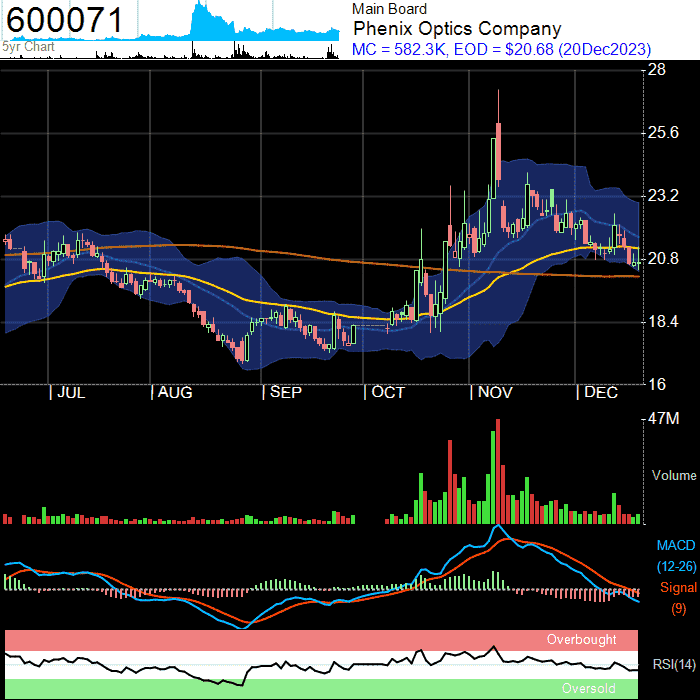 600071
5yr Chart
Main Board
Phenix Optics Company
MC = 582.3K, EOD = $20.68 (20Dec2023)
28
25.6
23.2
20.8
18.4
16
| JUL | AUG | SEP | OCT | NOV | DEC
47M
Volume
MACD
(12-26)
Signal
(9)
Overbought
RSI(14)
Oversold